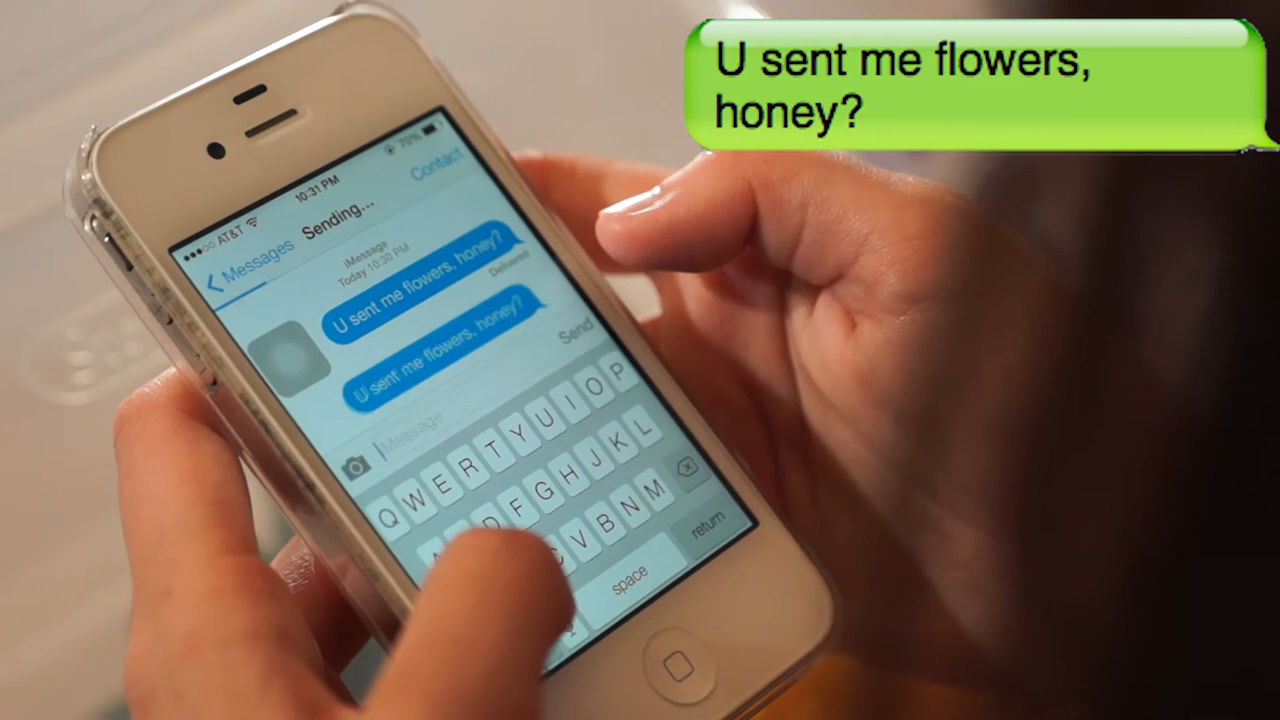 U sent me flowers,
honey?
70%
●●●○○ AT&T 10:31 PM
Messages Sending... Contact
iMessage
Today 10:30 PM
U sent me flowers, honey?
Delivered
U sent me flowers, honey?
Message Send
Q W E R T Y U I O P
D F G H J K L
C V B N M
space return